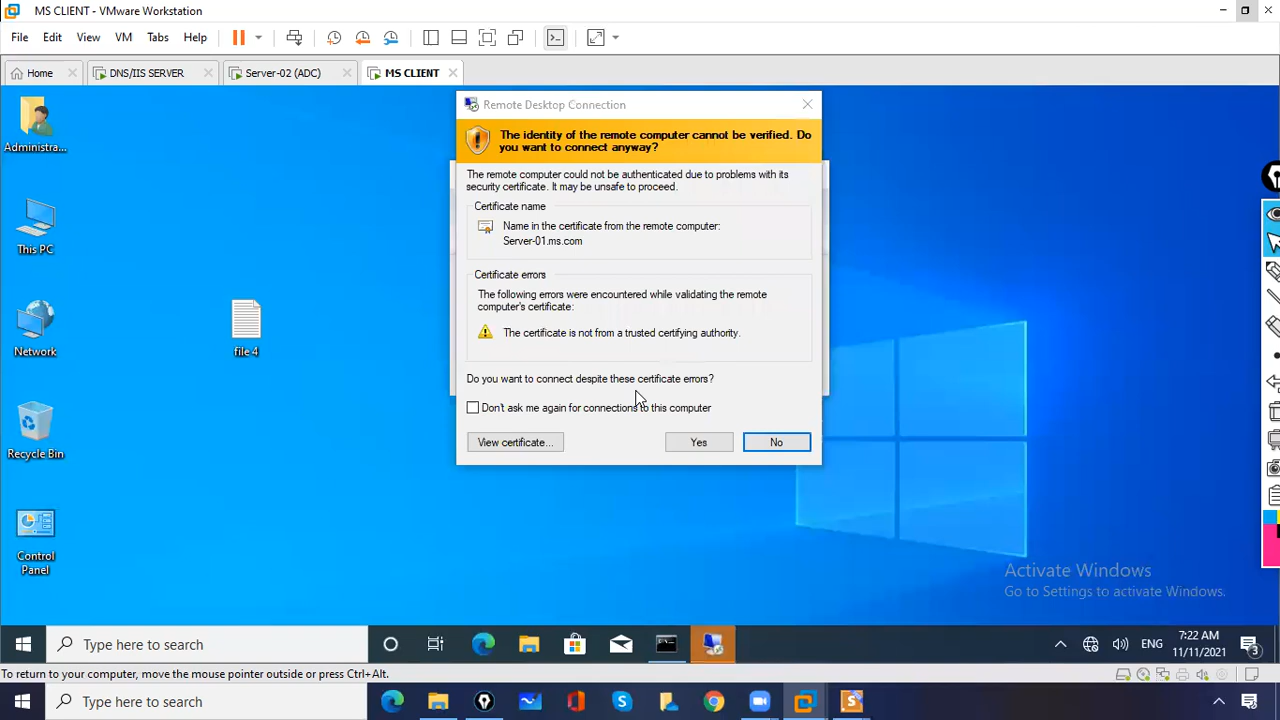 MS CLIENT - VMware Workstation
File Edit View VM Tabs Help
Home DNS/IIS SERVER Server-02 (ADC) MS CLIENT
Administra...
This PC
Network
Recycle Bin
Control
Panel
file 4
Remote Desktop Connection
The identity of the remote computer cannot be verified. Do
you want to connect anyway?
The remote computer could not be authenticated due to problems with its
security certificate. It may be unsafe to proceed.
Certificate name
Name in the certificate from the remote computer:
Server-01.ms.com
Certificate errors
The following errors were encountered while validating the remote
computer's certificate:
The certificate is not from a trusted certifying authority.
Do you want to connect despite these certificate errors?
Don't ask me again for connections to this computer
View certificate... Yes No
Activate Windows
Go to Settings to activate Windows.
Type here to search
ENG
7:22 AM
11/11/2021
3
To return to your computer, move the mouse pointer outside or press Ctrl+Alt.
Type here to search